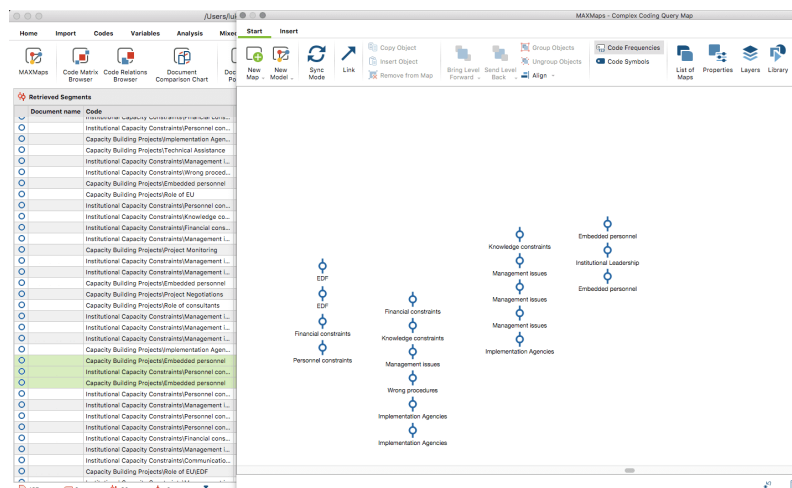 /Users/lui
MAXMaps - Complex Coding Query Map
Home Import Codes Variables Analysis Mixe
Start Insert
MAXMaps
Code Matrix Browser
Code Relations Browser
Document Comparison Chart
New Map
New Model
Sync Mode
Link
Copy Object
Insert Object
Remove from Map
Bring Level Forward
Send Level Back
Group Objects
Ungroup Objects
Align
Code Frequencies
Code Symbols
List of Maps
Properties
Layers
Library
Retrieved Segments
Document name Code
Institutional Capacity Constraints\Financial cons...
Institutional Capacity Constraints\Personnel con...
Capacity Building Projects\Implementation Agen...
Capacity Building Projects\Technical Assistance
Institutional Capacity Constraints\Management i...
Institutional Capacity Constraints\Wrong proced...
Capacity Building Projects\Embedded personnel
Capacity Building Projects\Role of EU
Institutional Capacity Constraints\Personnel con...
Institutional Capacity Constraints\Knowledge co...
Institutional Capacity Constraints\Financial cons...
Institutional Capacity Constraints\Management i...
Capacity Building Projects\Project Monitoring
Institutional Capacity Constraints\Management i...
Institutional Capacity Constraints\Management i...
Capacity Building Projects\Embedded personnel
Capacity Building Projects\Project Negotiations
Capacity Building Projects\Role of consultants
Institutional Capacity Constraints\Management i...
Institutional Capacity Constraints\Management i...
Institutional Capacity Constraints\Management i...
Capacity Building Projects\Implementation Agen...
Capacity Building Projects\Embedded personnel
Institutional Capacity Constraints\Personnel con...
Capacity Building Projects\Embedded personnel
Institutional Capacity Constraints\Personnel con...
Institutional Capacity Constraints\Management i...
Institutional Capacity Constraints\Personnel con...
Institutional Capacity Constraints\Personnel con...
Institutional Capacity Constraints\Financial cons...
Institutional Capacity Constraints\Management i...
Institutional Capacity Constraints\Communicatio...
Capacity Building Projects\Role of EU\EDF
EDF
EDF
Financial constraints
Personnel constraints
Financial constraints
Knowledge constraints
Management issues
Wrong procedures
Implementation Agencies
Implementation Agencies
Knowledge constraints
Management issues
Management issues
Management issues
Implementation Agencies
Embedded personnel
Institutional Leadership
Embedded personnel